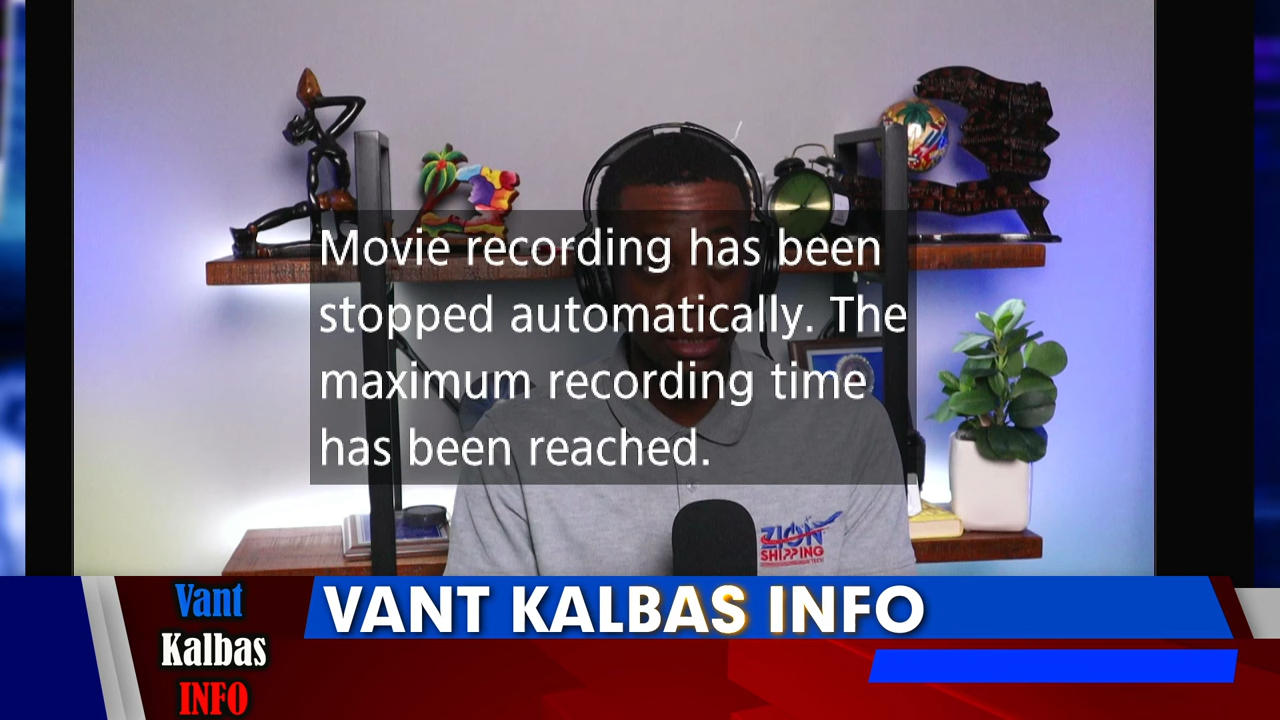 Movie recording has been
stopped automatically. The
maximum recording time
has been reached.
ZION
SHIPPING
VANT KALBAS INFO
Vant
Kalbas
INFO